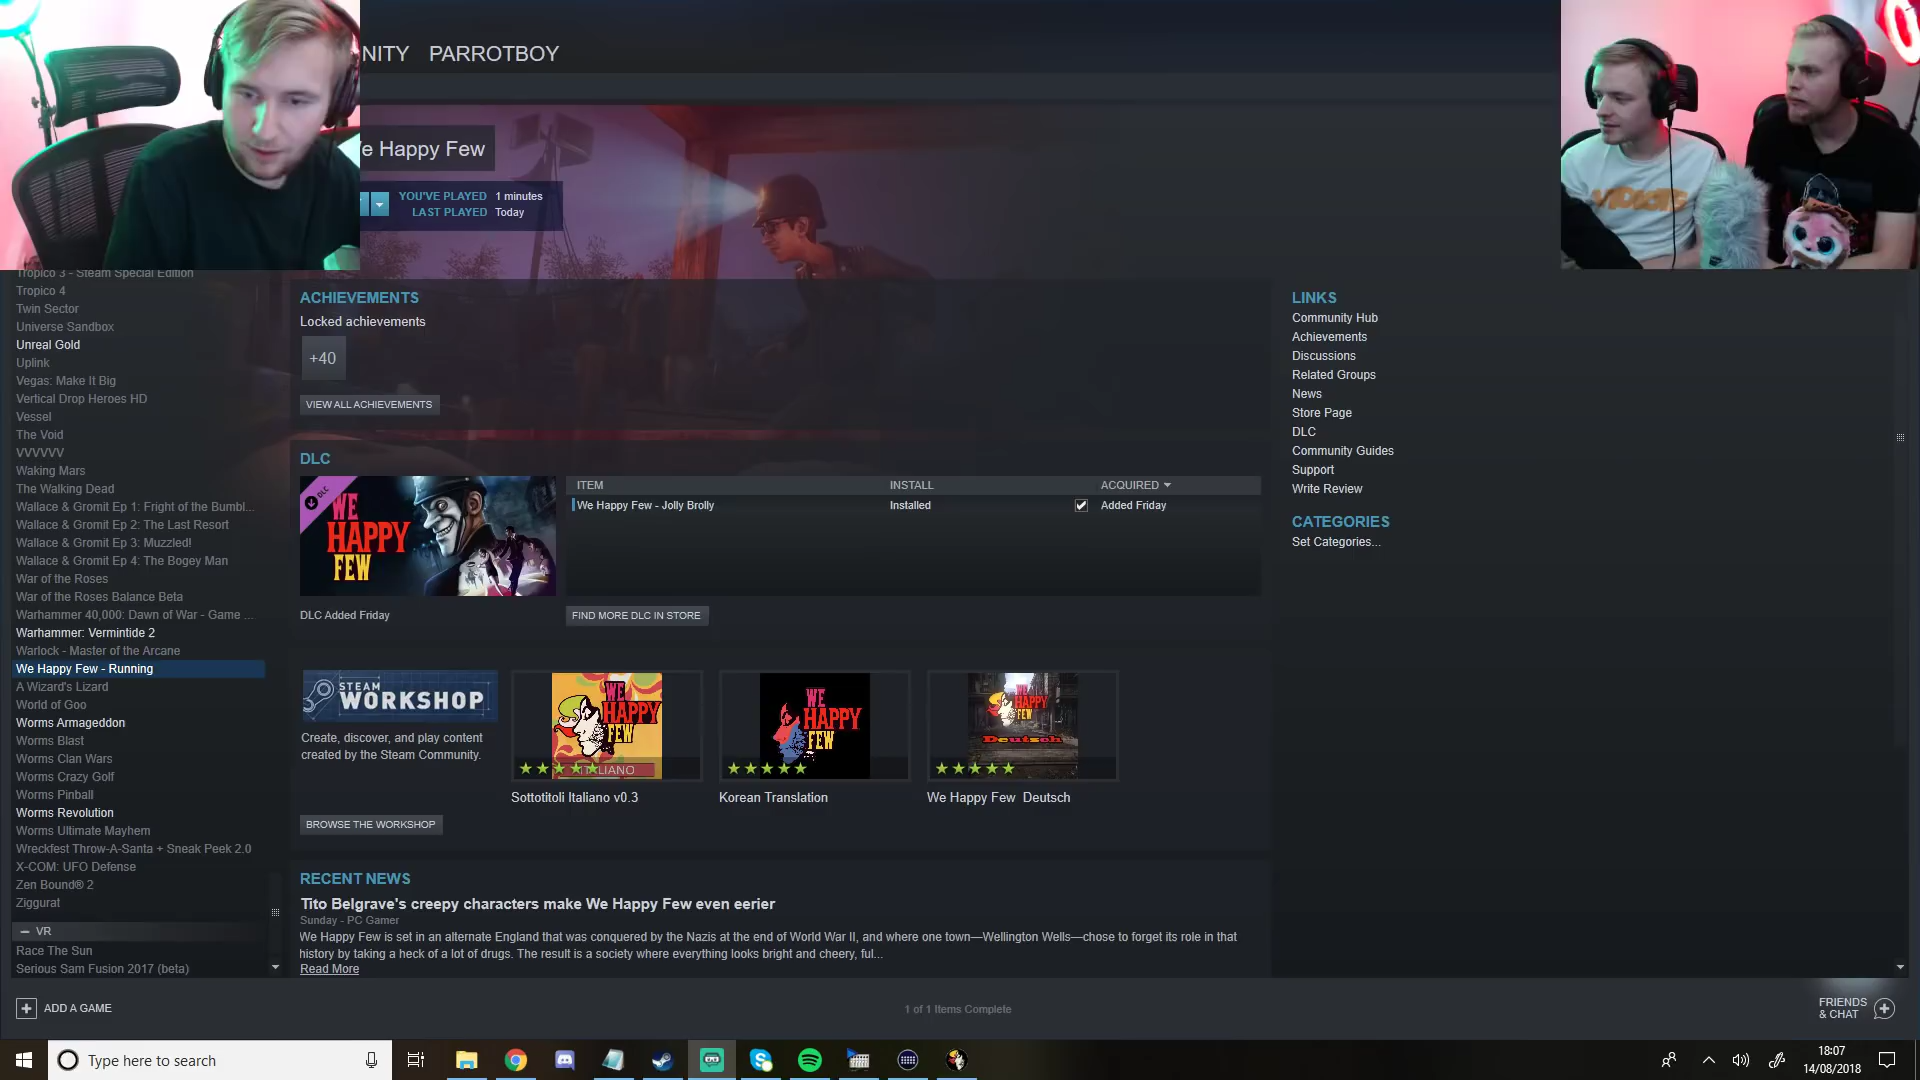 NITY PARROTBOY
e Happy Few
YOU'VE PLAYED 1 minutes
LAST PLAYED Today
Tropico 3 - Steam Special Edition
Tropico 4
Twin Sector
Universe Sandbox
Unreal Gold
Uplink
Vegas: Make It Big
Vertical Drop Heroes HD
Vessel
The Void
VVVVVV
Waking Mars
The Walking Dead
Wallace & Gromit Ep 1: Fright of the Bumbl...
Wallace & Gromit Ep 2: The Last Resort
Wallace & Gromit Ep 3: Muzzled!
Wallace & Gromit Ep 4: The Bogey Man
War of the Roses
War of the Roses Balance Beta
Warhammer 40,000: Dawn of War - Game ...
Warhammer: Vermintide 2
Warlock - Master of the Arcane
We Happy Few - Running
A Wizard's Lizard
World of Goo
Worms Armageddon
Worms Blast
Worms Clan Wars
Worms Crazy Golf
Worms Pinball
Worms Revolution
Worms Ultimate Mayhem
Wreckfest Throw-A-Santa + Sneak Peek 2.0
X-COM: UFO Defense
Zen Bound® 2
Ziggurat
VR
Race The Sun
Serious Sam Fusion 2017 (beta)
ACHIEVEMENTS
Locked achievements
+40
VIEW ALL ACHIEVEMENTS
DLC
DLC
WE
HAPPY
FEW
DLC Added Friday
ITEM INSTALL ACQUIRED
We Happy Few - Jolly Brolly Installed Added Friday
FIND MORE DLC IN STORE
STEAM
WORKSHOP
Create, discover, and play content
created by the Steam Community.
BROWSE THE WORKSHOP
WE
HAPPY
FEW
Sottotitoli Italiano v0.3
WE
HAPPY
FEW
Korean Translation
WE
HAPPY
FEW
Deutsch
We Happy Few Deutsch
RECENT NEWS
Tito Belgrave's creepy characters make We Happy Few even eerier
Sunday - PC Gamer
We Happy Few is set in an alternate England that was conquered by the Nazis at the end of World War II, and where one town—Wellington Wells—chose to forget its role in that
history by taking a heck of a lot of drugs. The result is a society where everything looks bright and cheery, ful...
Read More
LINKS
Community Hub
Achievements
Discussions
Related Groups
News
Store Page
DLC
Community Guides
Support
Write Review
CATEGORIES
Set Categories...
ADD A GAME
1 of 1 Items Complete
FRIENDS
& CHAT
Type here to search
18:07
14/08/2018